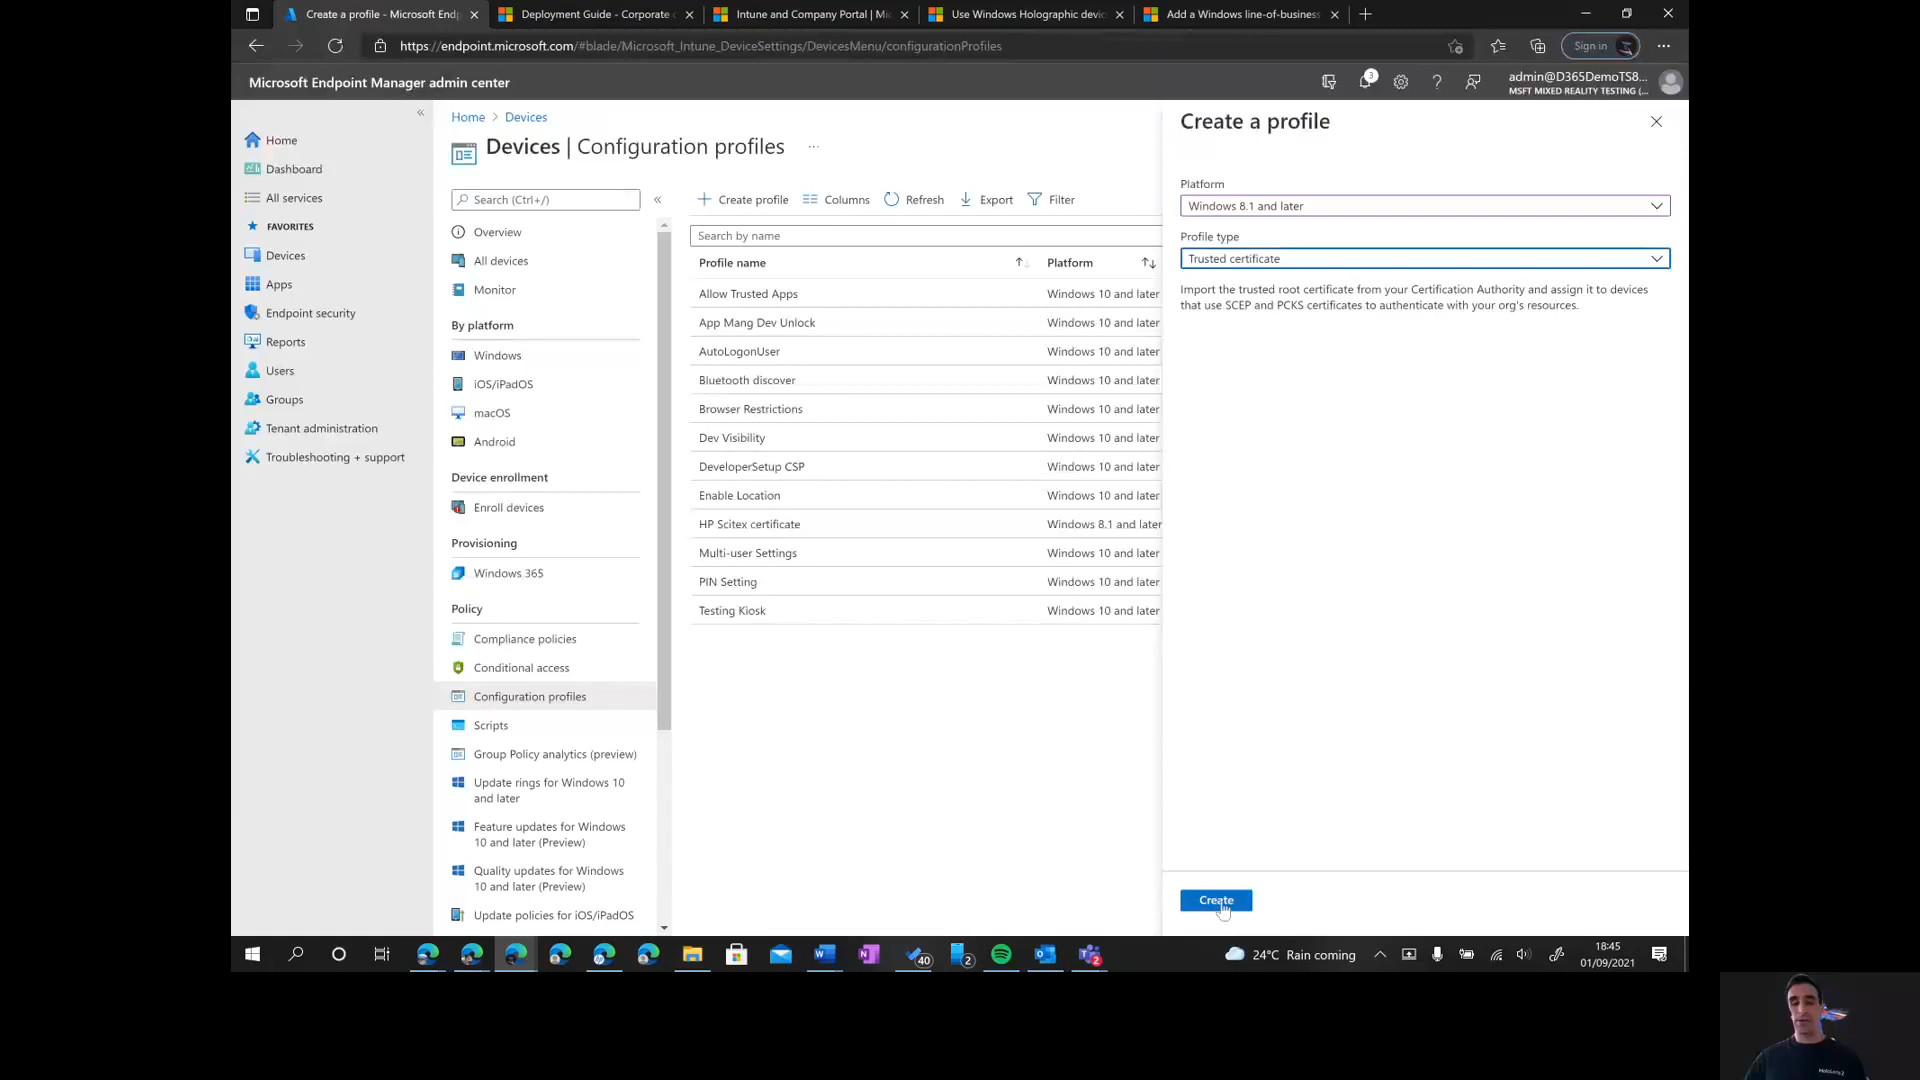 Create a profile - Microsoft Endp
Deployment Guide - Corporate c
Intune and Company Portal | Mic
Use Windows Holographic devic
Add a Windows line-of-business
https://endpoint.microsoft.com/#blade/Microsoft_Intune_DeviceSettings/DevicesMenu/configurationProfiles
Sign in
Microsoft Endpoint Manager admin center
3
admin@D365DemoTS8...
MSFT MIXED REALITY TESTING (...
Home
Dashboard
All services
FAVORITES
Devices
Apps
Endpoint security
Reports
Users
Groups
Tenant administration
Troubleshooting + support
Home > Devices
Devices | Configuration profiles ...
Search (Ctrl+/)
Overview
All devices
Monitor
By platform
Windows
iOS/iPadOS
macOS
Android
Device enrollment
Enroll devices
Provisioning
Windows 365
Policy
Compliance policies
Conditional access
Configuration profiles
Scripts
Group Policy analytics (preview)
Update rings for Windows 10
and later
Feature updates for Windows
10 and later (Preview)
Quality updates for Windows
10 and later (Preview)
Update policies for iOS/iPadOS
Create profile Columns Refresh Export Filter
Search by name
Profile name Platform
Allow Trusted Apps Windows 10 and later
App Mang Dev Unlock Windows 10 and later
AutoLogonUser Windows 10 and later
Bluetooth discover Windows 10 and later
Browser Restrictions Windows 10 and later
Dev Visibility Windows 10 and later
DeveloperSetup CSP Windows 10 and later
Enable Location Windows 10 and later
HP Scitex certificate Windows 8.1 and later
Multi-user Settings Windows 10 and later
PIN Setting Windows 10 and later
Testing Kiosk Windows 10 and later
Create a profile
Platform
Windows 8.1 and later
Profile type
Trusted certificate
Import the trusted root certificate from your Certification Authority and assign it to devices
that use SCEP and PCKS certificates to authenticate with your org's resources.
Create
40
2
2
24°C Rain coming
18:45
01/09/2021
HoloLens 2